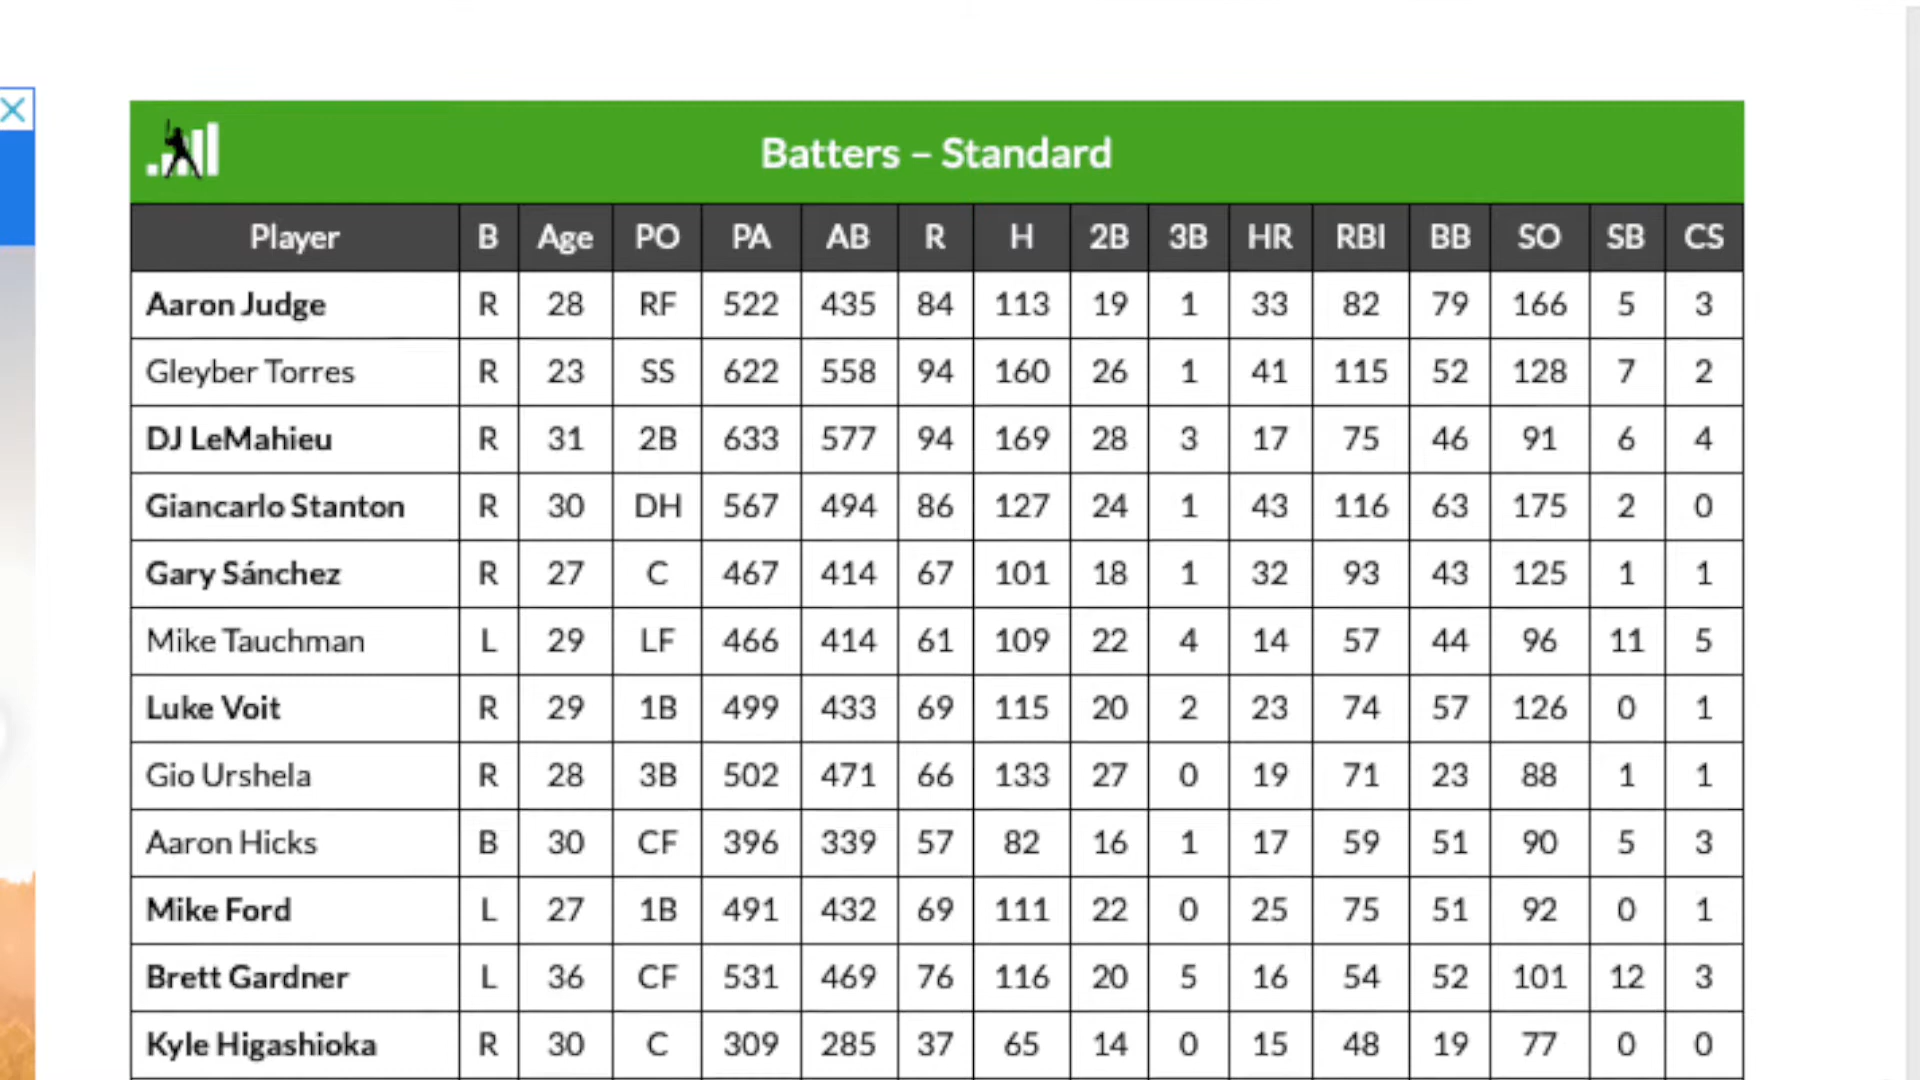 Batters – Standard
Player B Age PO PA AB R H 2B 3B HR RBI BB SO SB CS
Aaron Judge R 28 RF 522 435 84 113 19 1 33 82 79 166 5 3
Gleyber Torres R 23 SS 622 558 94 160 26 1 41 115 52 128 7 2
DJ LeMahieu R 31 2B 633 577 94 169 28 3 17 75 46 91 6 4
Giancarlo Stanton R 30 DH 567 494 86 127 24 1 43 116 63 175 2 0
Gary Sánchez R 27 C 467 414 67 101 18 1 32 93 43 125 1 1
Mike Tauchman L 29 LF 466 414 61 109 22 4 14 57 44 96 11 5
Luke Voit R 29 1B 499 433 69 115 20 2 23 74 57 126 0 1
Gio Urshela R 28 3B 502 471 66 133 27 0 19 71 23 88 1 1
Aaron Hicks B 30 CF 396 339 57 82 16 1 17 59 51 90 5 3
Mike Ford L 27 1B 491 432 69 111 22 0 25 75 51 92 0 1
Brett Gardner L 36 CF 531 469 76 116 20 5 16 54 52 101 12 3
Kyle Higashioka R 30 C 309 285 37 65 14 0 15 48 19 77 0 0